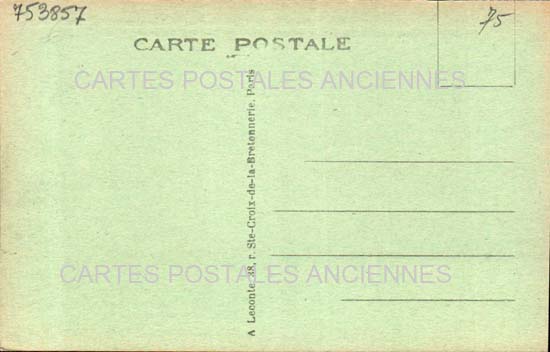 753857
75
CARTE POSTALE
CARTES POSTALES ANCIENNES
A Leconte, 38, r. Ste-Croix-de-la-Bretonnerie. Paris
CARTES POSTALES ANCIENNES